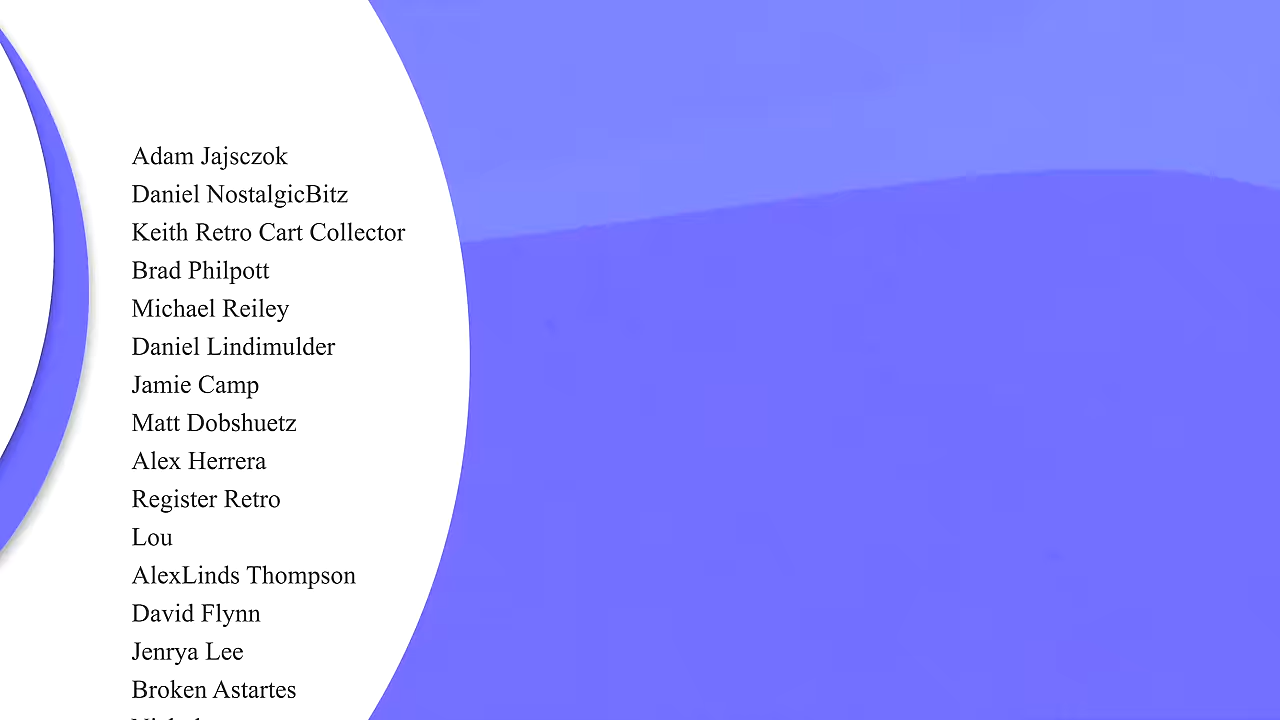 Adam Jajsczok
Daniel NostalgicBitz
Keith Retro Cart Collector
Brad Philpott
Michael Reiley
Daniel Lindimulder
Jamie Camp
Matt Dobshuetz
Alex Herrera
Register Retro
Lou
AlexLinds Thompson
David Flynn
Jenrya Lee
Broken Astartes